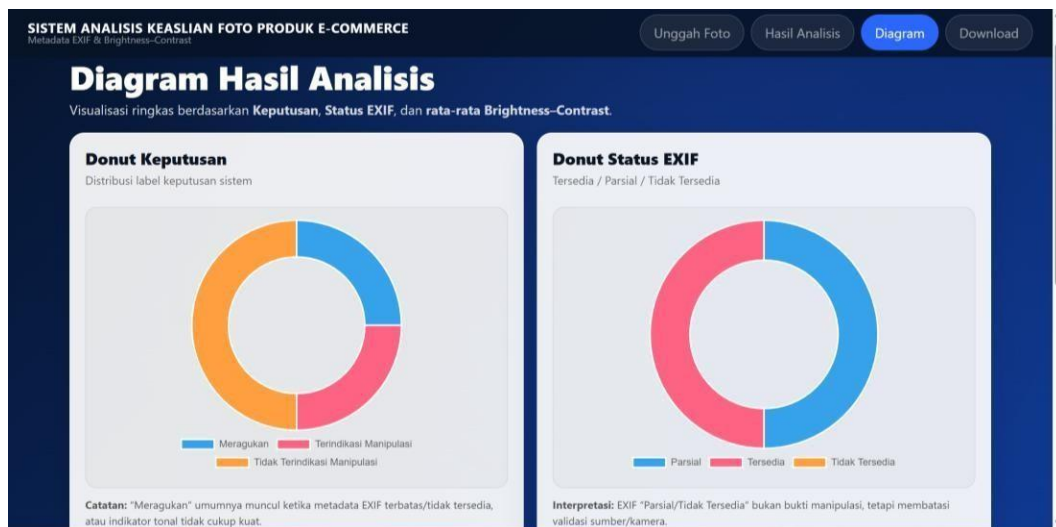 SISTEM ANALISIS KEASLIAN FOTO PRODUK E-COMMERCE
Metadata EXIF & Brightness–Contrast
Unggah Foto
Hasil Analisis
Diagram
Download
Diagram Hasil Analisis
Visualisasi ringkas berdasarkan Keputusan, Status EXIF, dan rata-rata Brightness–Contrast.
Donut Keputusan
Distribusi label keputusan sistem
Meragukan
Terindikasi Manipulasi
Tidak Terindikasi Manipulasi
Catatan: "Meragukan" umumnya muncul ketika metadata EXIF terbatas/tidak tersedia,
atau indikator tonal tidak cukup kuat.
Donut Status EXIF
Tersedia / Parsial / Tidak Tersedia
Parsial
Tersedia
Tidak Tersedia
Interpretasi: EXIF "Parsial/Tidak Tersedia" bukan bukti manipulasi, tetapi membatasi
validasi sumber/kamera.